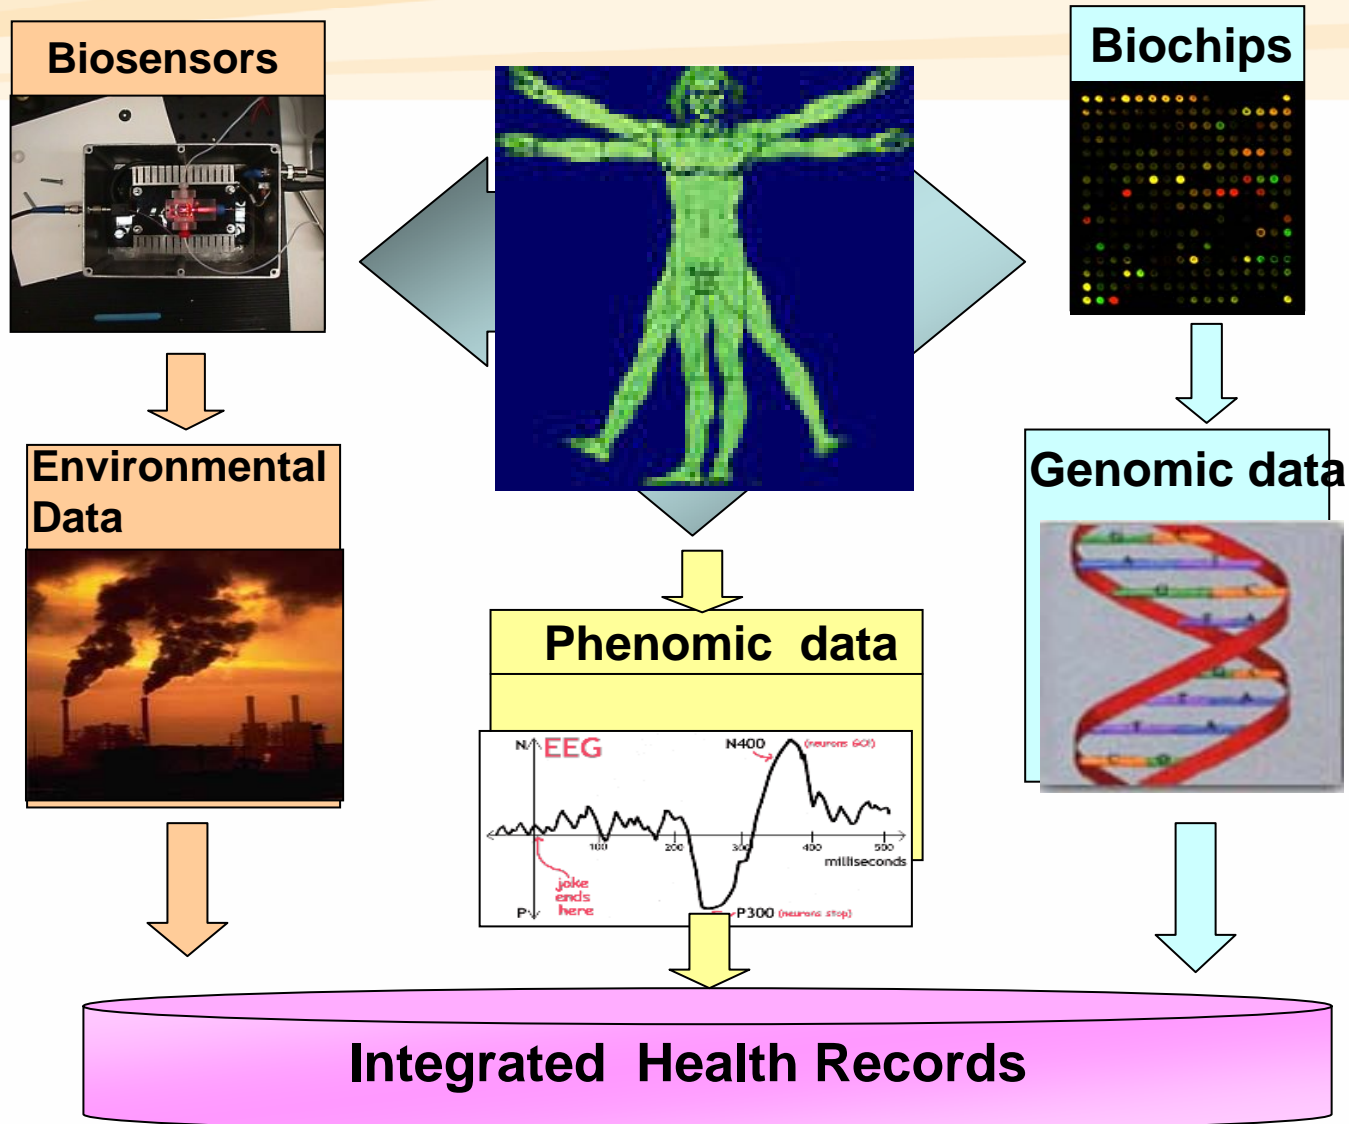 Biosensors
Biochips
Environmental
Data
Genomic data
G C
A T
G C
T A
G C
T A
T A
C G
Phenomic data
N
EEG
N400
(neurons GO!)
100
200
300
400
500
milliseconds
joke
ends
here
P
P300 (neurons stop)
Integrated Health Records